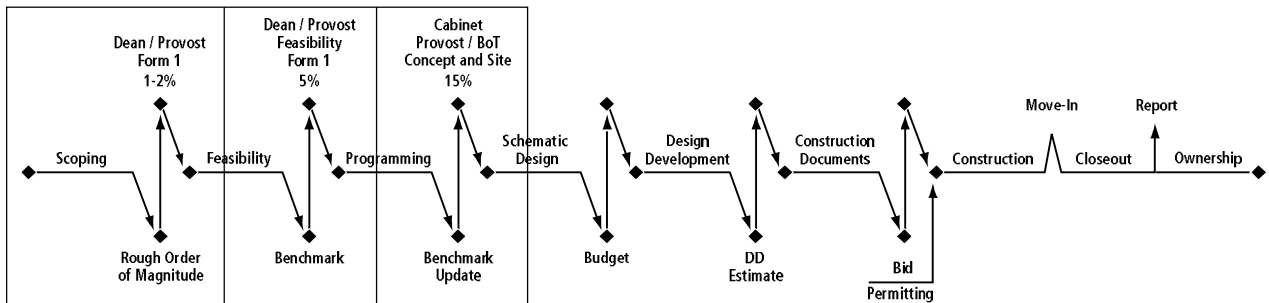 Dean / Provost
Form 1
1-2%
Dean / Provost
Feasibility
Form 1
5%
Cabinet
Provost / BoT
Concept and Site
15%
Scoping
Feasibility
Programming
Schematic
Design
Design
Development
Construction
Documents
Construction
Move-In
Closeout
Report
Ownership
Rough Order
of Magnitude
Benchmark
Benchmark
Update
Budget
DD
Estimate
Bid
Permitting